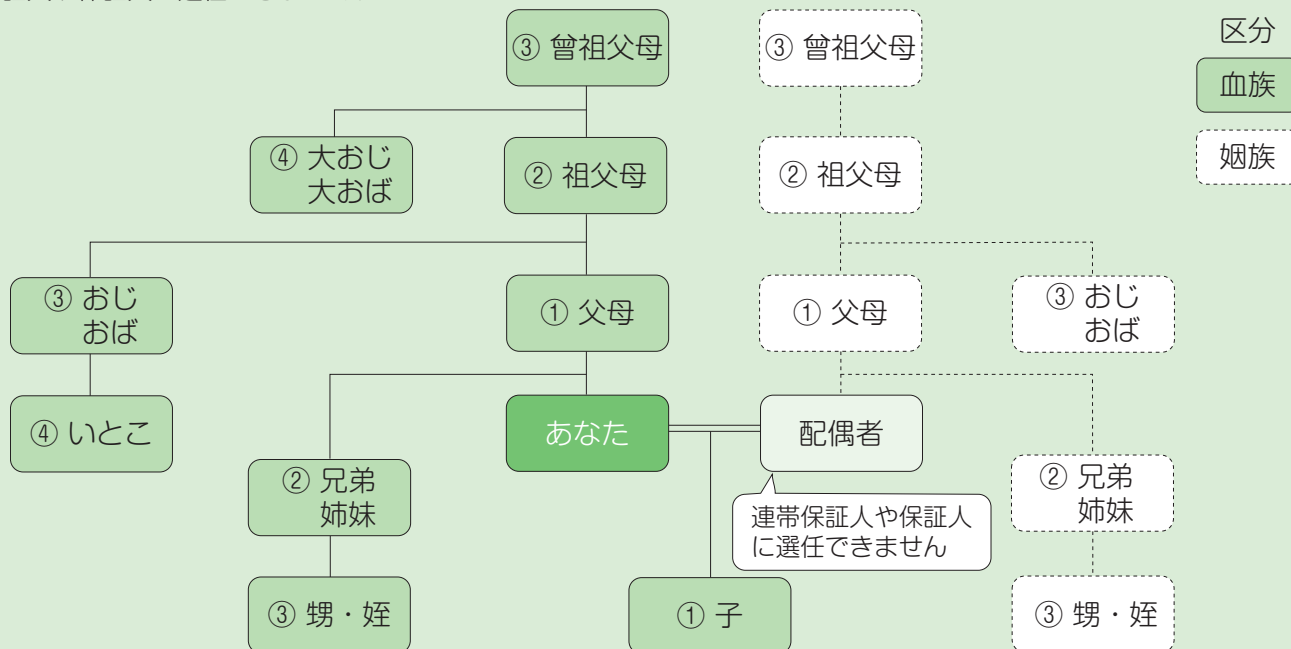 ③ 曾祖父母
③ 曾祖父母
区分
血族
④ 大おじ
大おば
② 祖父母
② 祖父母
姻族
③ おじ
おば
① 父母
① 父母
③ おじ
おば
④ いとこ
あなた
配偶者
② 兄弟
姉妹
② 兄弟
姉妹
連帯保証人や保証人
に選任できません
③ 甥・姪
① 子
③ 甥・姪